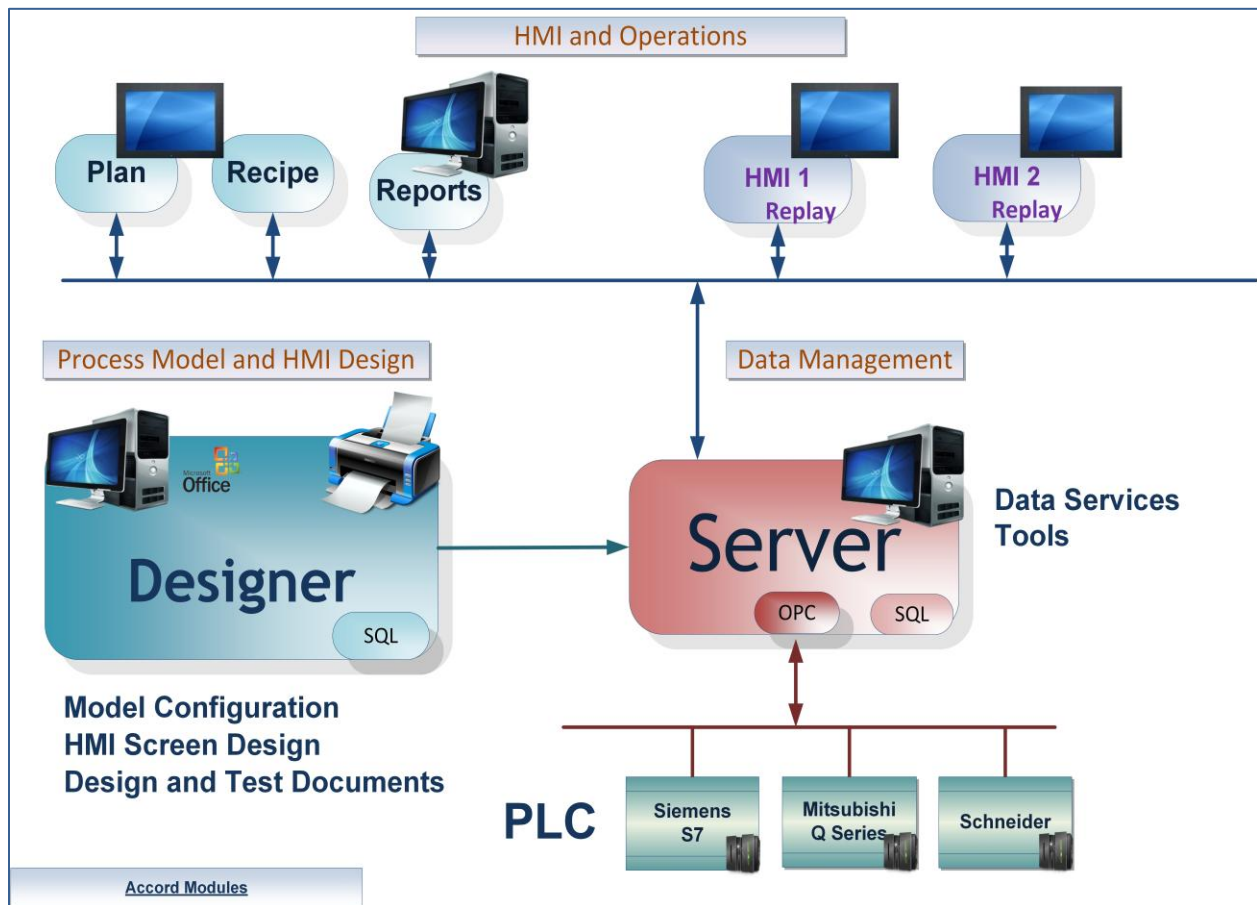 HMI and Operations
Plan
Recipe
Reports
HMI 1
Replay
HMI 2
Replay
Process Model and HMI Design
Data Management
Microsoft
Office
Designer
SQL
Server
OPC
SQL
Data Services
Tools
Model Configuration
HMI Screen Design
Design and Test Documents
PLC
Siemens
S7
Mitsubishi
Q Series
Schneider
Accord Modules